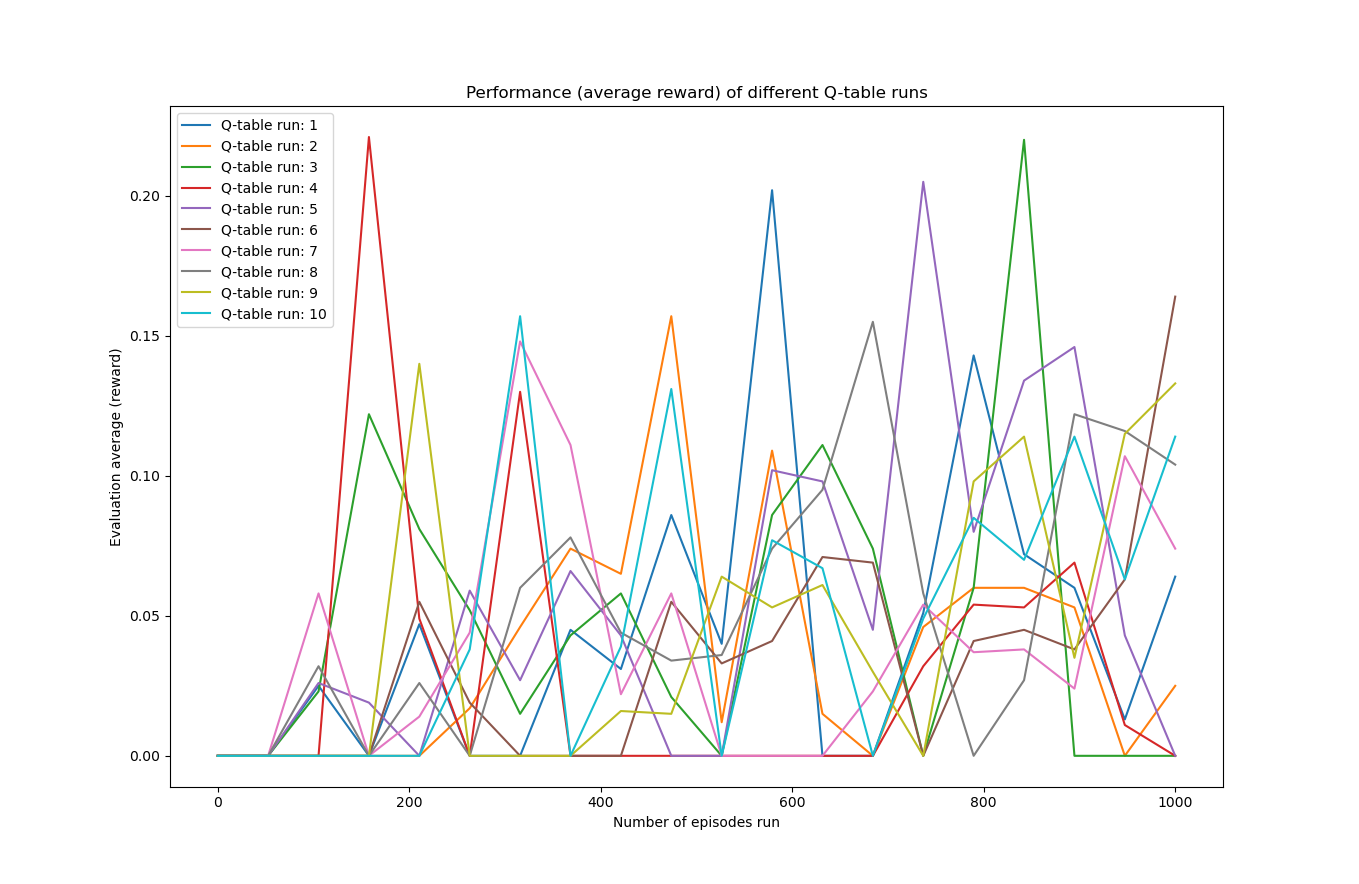 Performance (average reward) of different Q-table runs
Q-table run: 1
Q-table run: 2
Q-table run: 3
Q-table run: 4
Q-table run: 5
Q-table run: 6
Q-table run: 7
Q-table run: 8
Q-table run: 9
Q-table run: 10
Evaluation average (reward)
0.20
0.15
0.10
0.05
0.00
0 200 400 600 800 1000
Number of episodes run